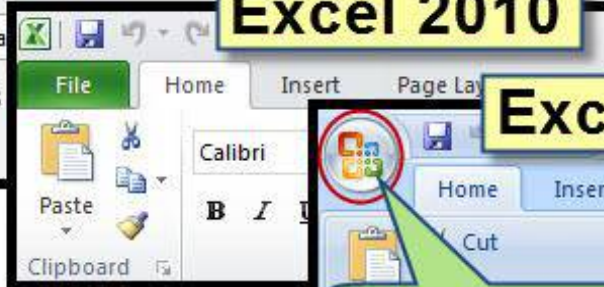 Excel 2010
File Home Insert Page Lay
Exc
Calibri
Home Inser
Paste
B I U
Cut
Clipboard